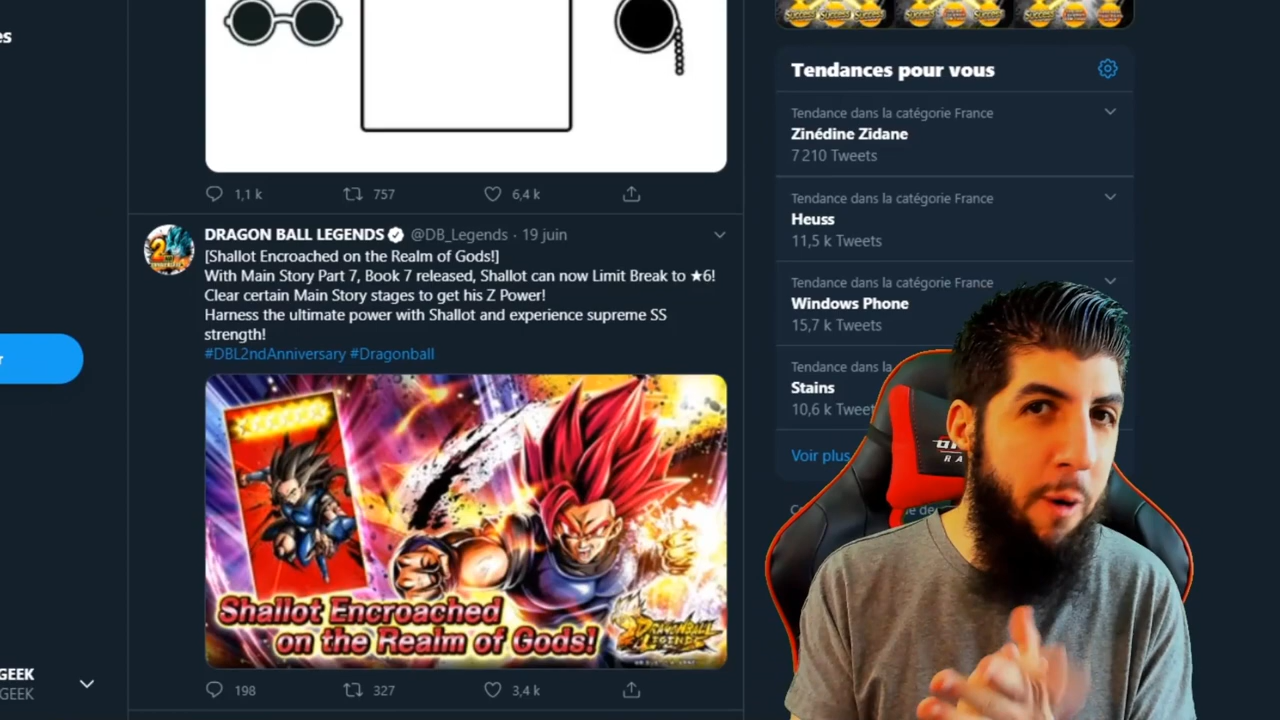 es
1,1 k 757 6,4 k
DRAGON BALL LEGENDS @DB_Legends · 19 juin
[Shallot Encroached on the Realm of Gods!]
With Main Story Part 7, Book 7 released, Shallot can now Limit Break to ★6!
Clear certain Main Story stages to get his Z Power!
Harness the ultimate power with Shallot and experience supreme SS
strength!
#DBL2ndAnniversary #Dragonball
Shallot Encroached
on the Realm of Gods!
DRAGONBALL
LEGENDS
198 327 3,4 k
r
GEEK
GEEK
Tendances pour vous
Tendance dans la catégorie France
Zinédine Zidane
7 210 Tweets
Tendance dans la catégorie France
Heuss
11,5 k Tweets
Tendance dans la catégorie France
Windows Phone
15,7 k Tweets
Tendance dans la
Stains
10,6 k Tweet
Voir plus